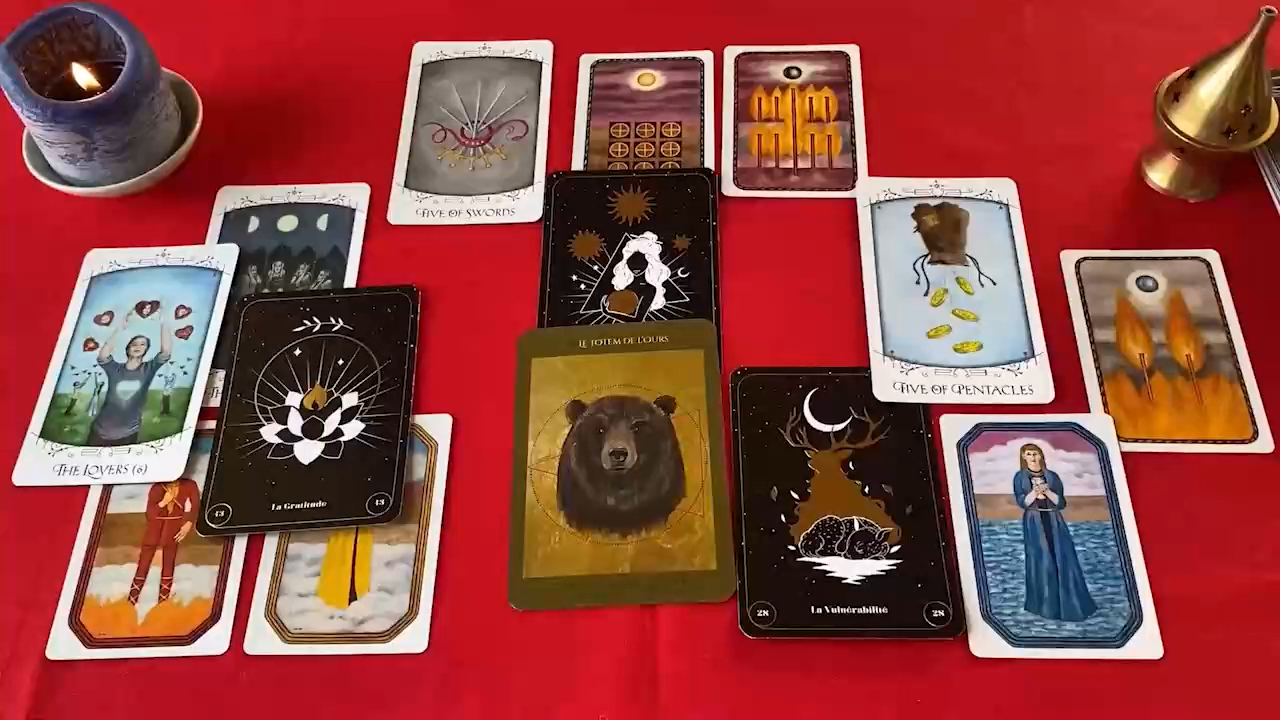 FIVE OF SWORDS
LE TOTEM DE L'OURS
FIVE OF PENTACLES
THE LOVERS (6)
43
La Gratitude
43
28
La Vulnérabilité
28